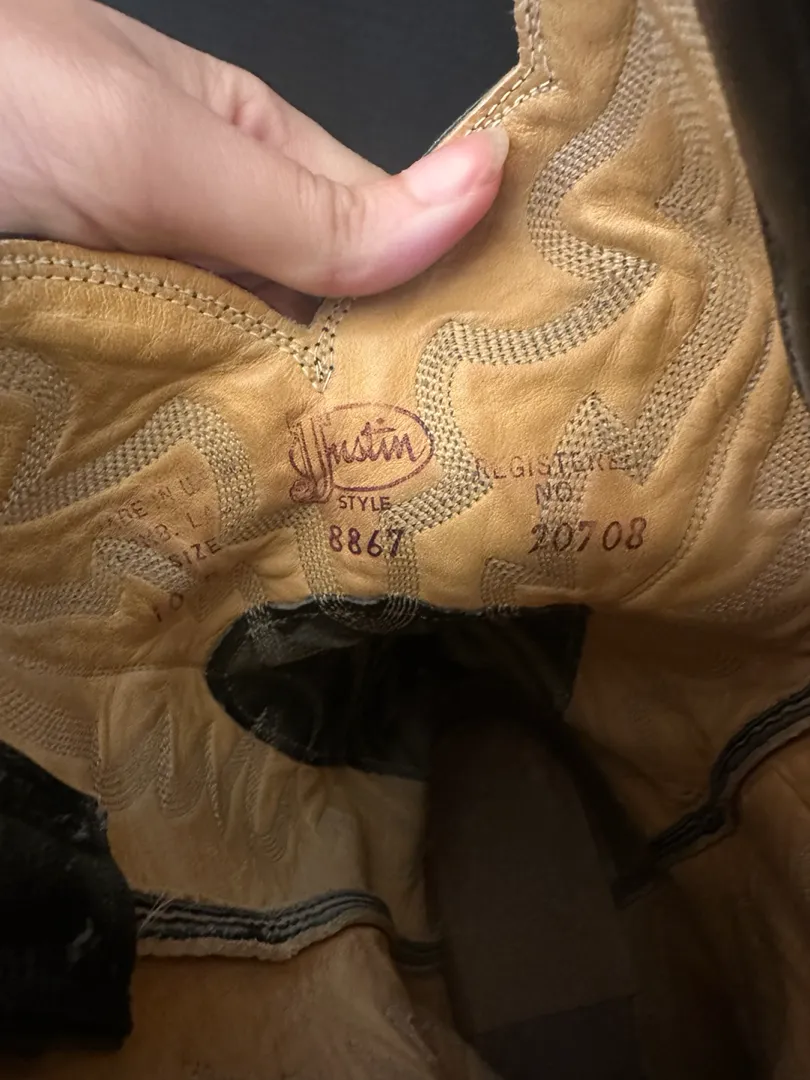 Justin
STYLE
8867
REGISTERED
NO.
20708
SIZE